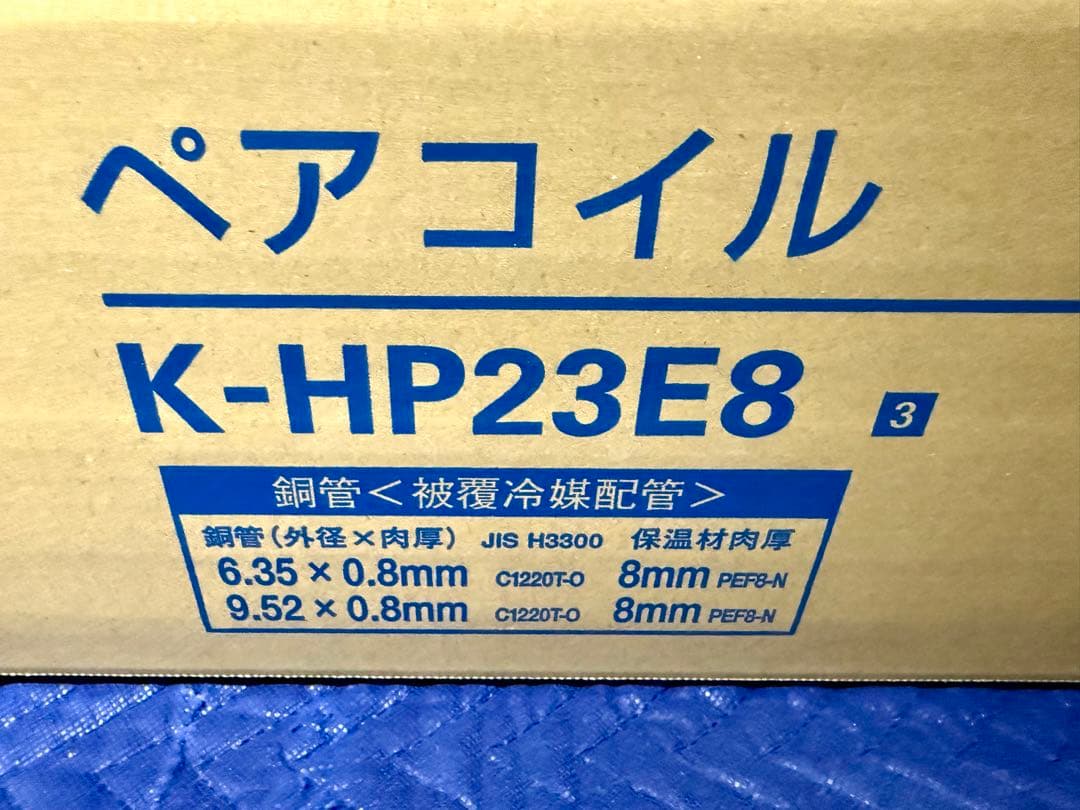 ペアコイル
K-HP23E8 3
銅管＜被覆冷媒配管＞
銅管（外径×肉厚） JIS H3300 保温材肉厚
6.35×0.8mm C1220T-O 8mm PEF8-N
9.52×0.8mm C1220T-O 8mm PEF8-N